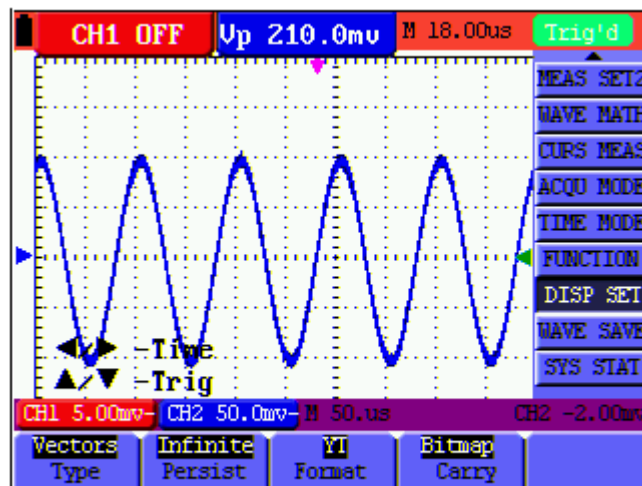 CH1 OFF Vp 210.0mv M 18.00us Trig'd
MEAS SET2
WAVE MATH
CURS MEAS
ACQU MODE
TIME MODE
FUNCTION
DISP SET
WAVE SAVE
SYS STAT
◀/▶ -Time
▲/▼ -Trig
CH1 5.00mv- CH2 50.0mv- M 50.us CH2 -2.00mv
Vectors Infinite YT Bitmap
Type Persist Format Carry